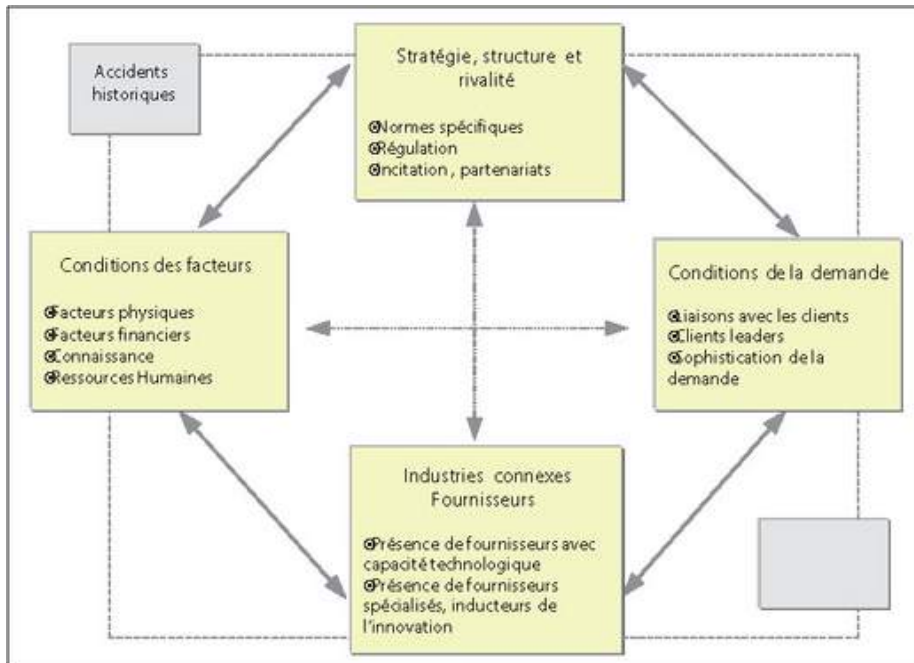 Accidents
historiques
Stratégie, structure et
rivalité
Normes spécifiques
Régulation
Incitation , partenariats
Conditions des facteurs
Facteurs physiques
Facteurs financiers
Connaissance
Ressources Humaines
Conditions de la demande
Liaisons avec les clients
Clients leaders
Sophistication de la
demande
Industries connexes
Fournisseurs
Présence de fournisseurs avec
capacité technologique
Présence de fournisseurs
spécialisés, inducteurs de
l'innovation